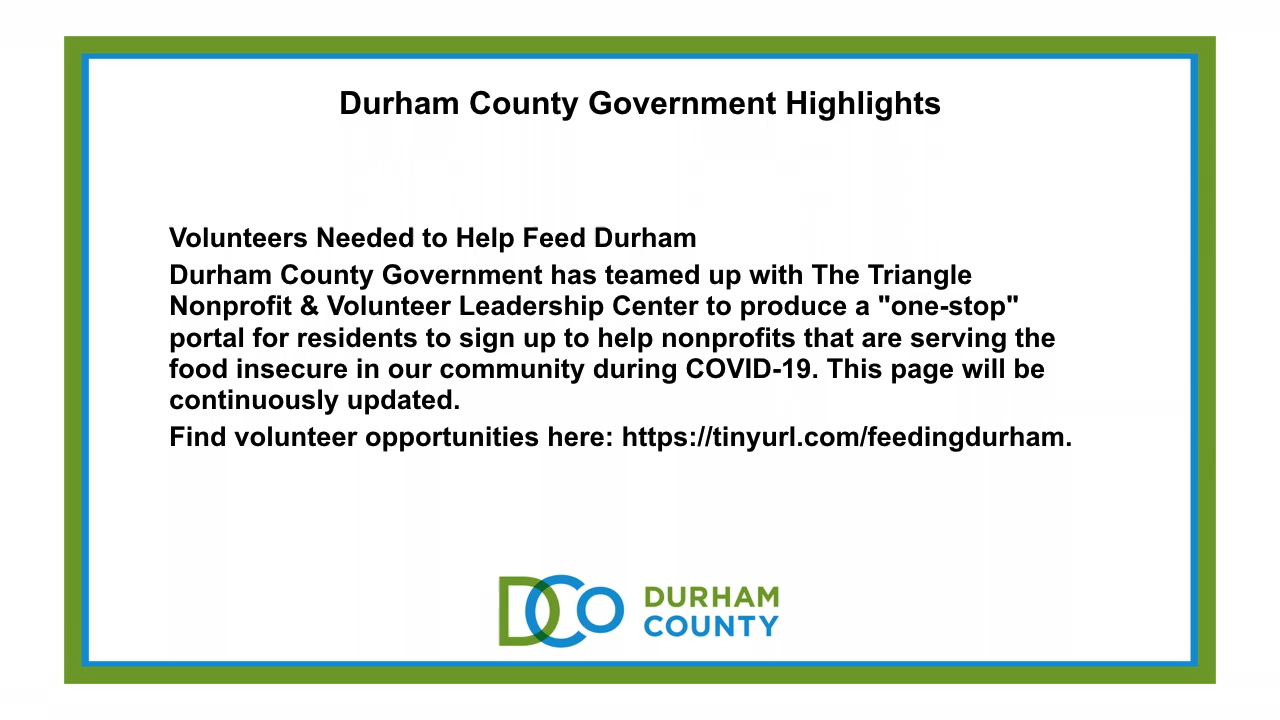 Durham County Government Highlights
Volunteers Needed to Help Feed Durham
Durham County Government has teamed up with The Triangle
Nonprofit & Volunteer Leadership Center to produce a "one-stop"
portal for residents to sign up to help nonprofits that are serving the
food insecure in our community during COVID-19. This page will be
continuously updated.
Find volunteer opportunities here: https://tinyurl.com/feedingdurham.
DCO DURHAM
COUNTY